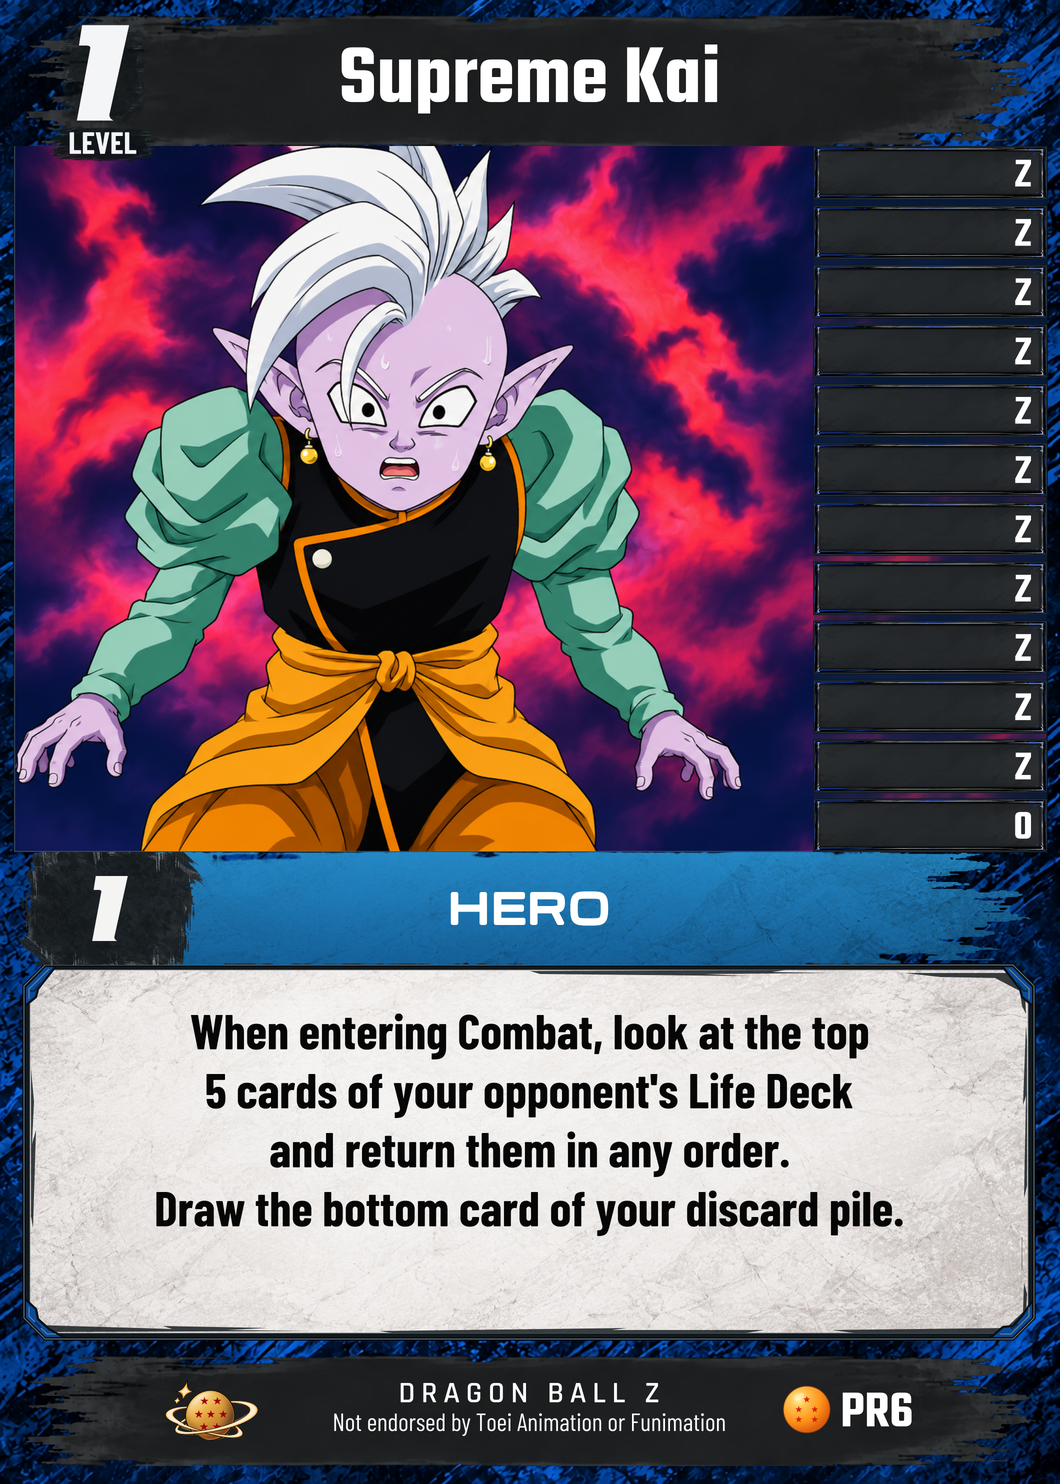 1
LEVEL
Supreme Kai
Z
Z
Z
Z
Z
Z
Z
Z
Z
Z
Z
0
1
HERO
When entering Combat, look at the top
5 cards of your opponent's Life Deck
and return them in any order.
Draw the bottom card of your discard pile.
DRAGON BALL Z
Not endorsed by Toei Animation or Funimation
PR6